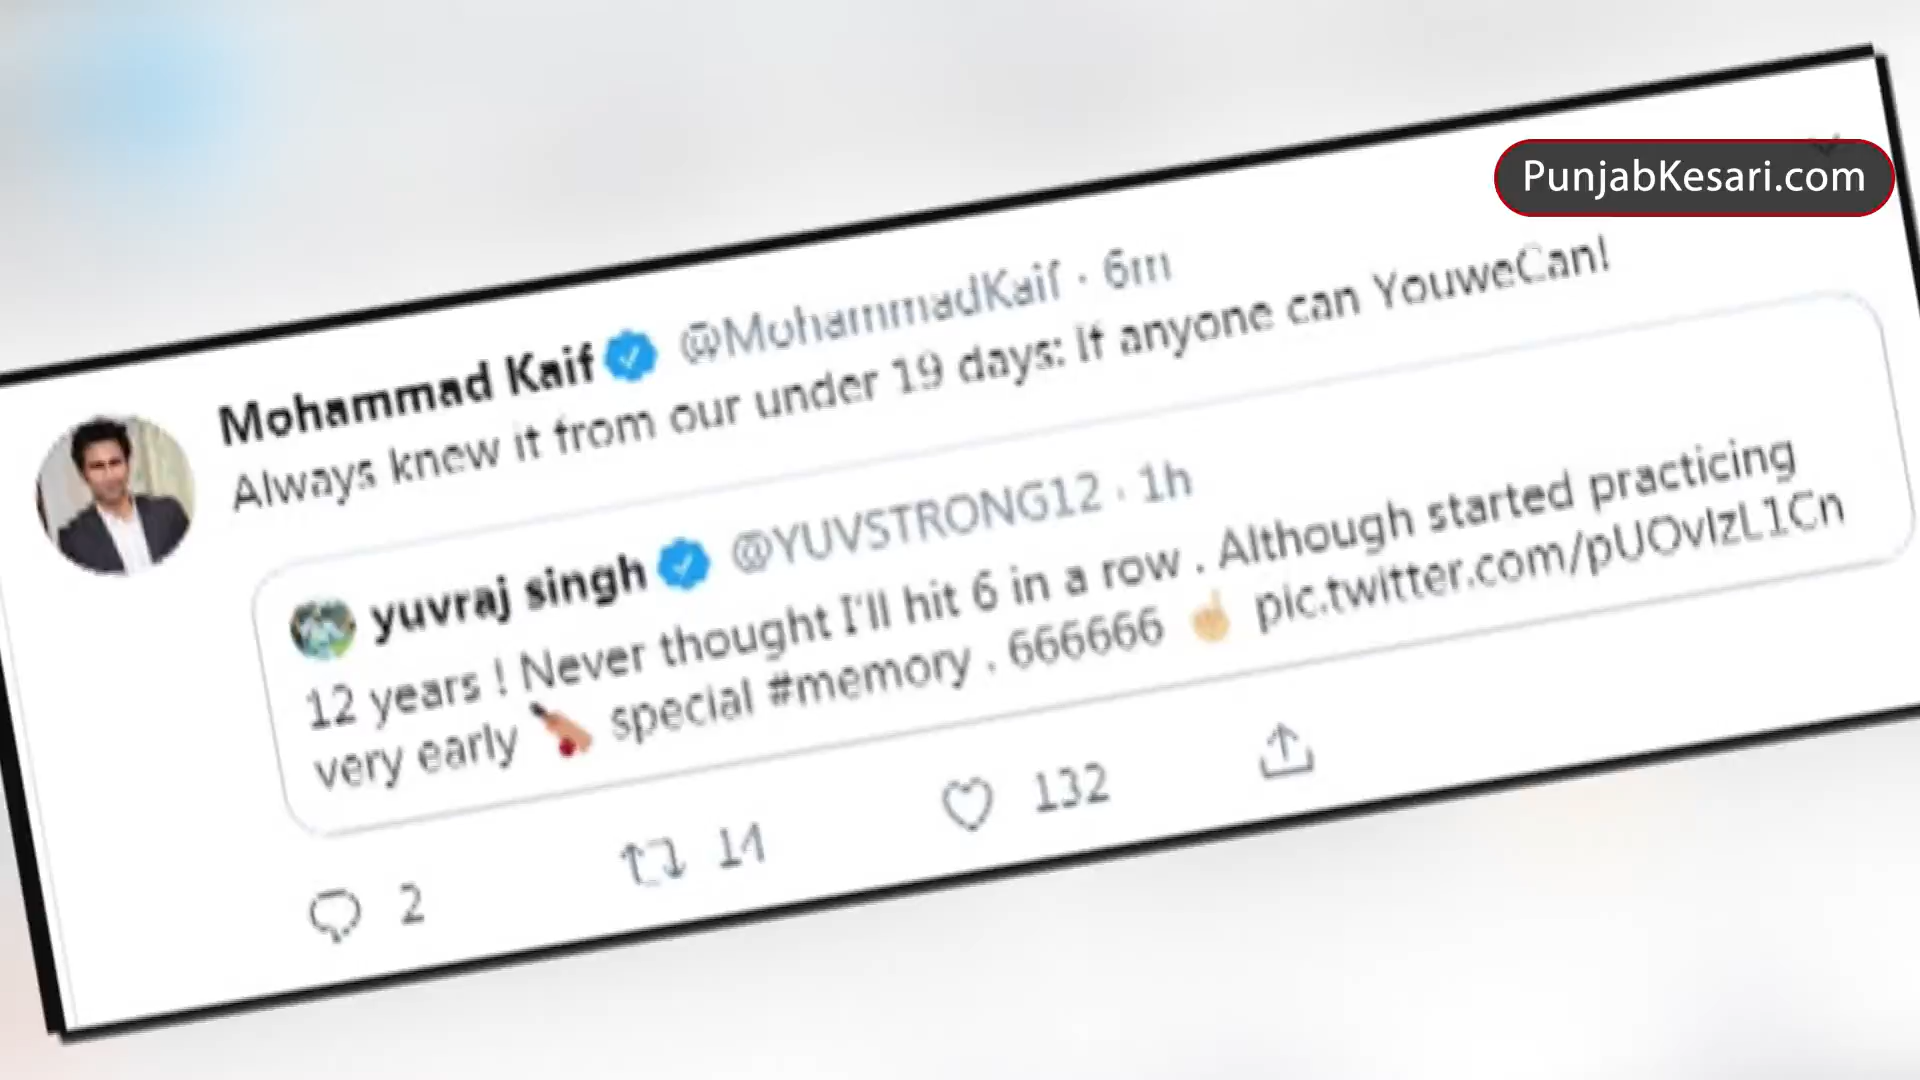 PunjabKesari.com
Mohammad Kaif @MohammadKaif · 6m
Always knew it from our under 19 days: If anyone can YouweCan!
yuvraj singh @YUVSTRONG12 · 1h
12 years ! Never thought I'll hit 6 in a row . Although started practicing
very early 🏏 special #memory . 666666 ☝🏼 pic.twitter.com/pUOvlzL1Cn
2 14 132